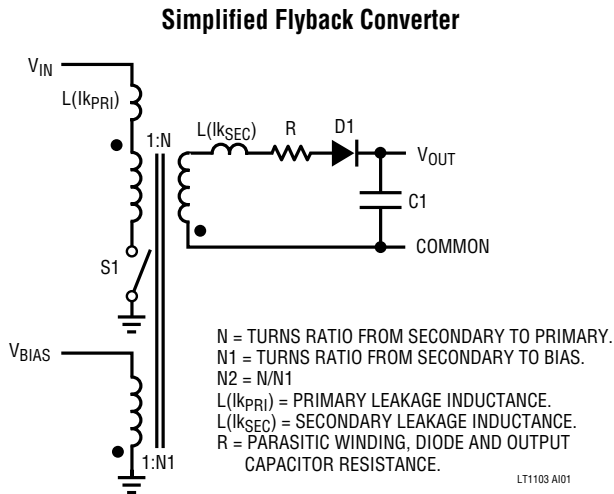 Simplified Flyback Converter
V_IN
L(lk_PRI)
1:N
L(lk_SEC)
R
D1
V_OUT
C1
COMMON
S1
V_BIAS
1:N1
N = TURNS RATIO FROM SECONDARY TO PRIMARY.
N1 = TURNS RATIO FROM SECONDARY TO BIAS.
N2 = N/N1
L(lk_PRI) = PRIMARY LEAKAGE INDUCTANCE.
L(lk_SEC) = SECONDARY LEAKAGE INDUCTANCE.
R = PARASITIC WINDING, DIODE AND OUTPUT
CAPACITOR RESISTANCE.
LT1103 AI01